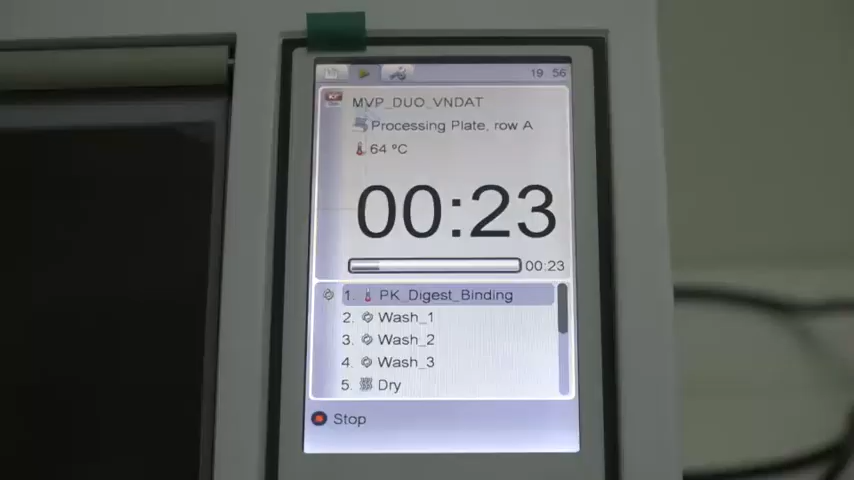 19 56
MVP_DUO_VNDAT
Processing Plate, row A
64 ºC
00:23
00:23
1. PK_Digest_Binding
2. Wash_1
3. Wash_2
4. Wash_3
5. Dry
Stop